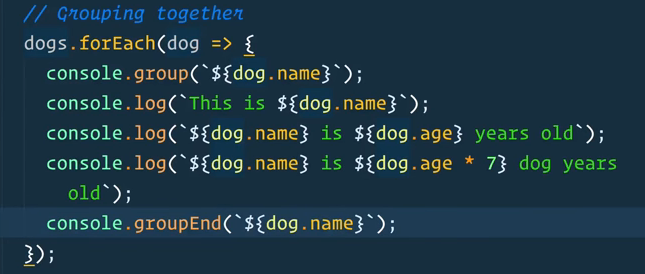 // Grouping together
dogs.forEach(dog => {
console.group(`${dog.name}`);
console.log(`This is ${dog.name}`);
console.log(`${dog.name} is ${dog.age} years old`);
console.log(`${dog.name} is ${dog.age * 7} dog years
old`);
console.groupEnd(`${dog.name}`);
});